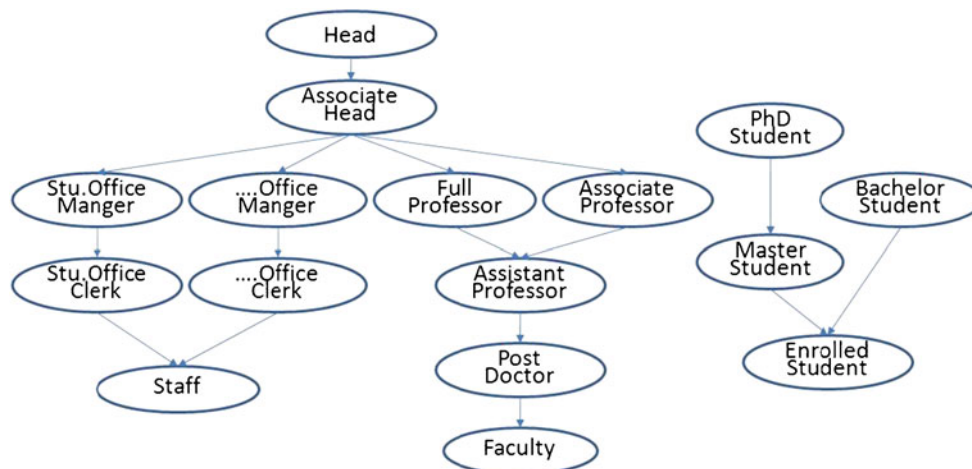 Head
Associate
Head
PhD
Student
Stu.Office
Manger
....Office
Manger
Full
Professor
Associate
Professor
Bachelor
Student
Stu.Office
Clerk
....Office
Clerk
Assistant
Professor
Master
Student
Staff
Post
Doctor
Enrolled
Student
Faculty